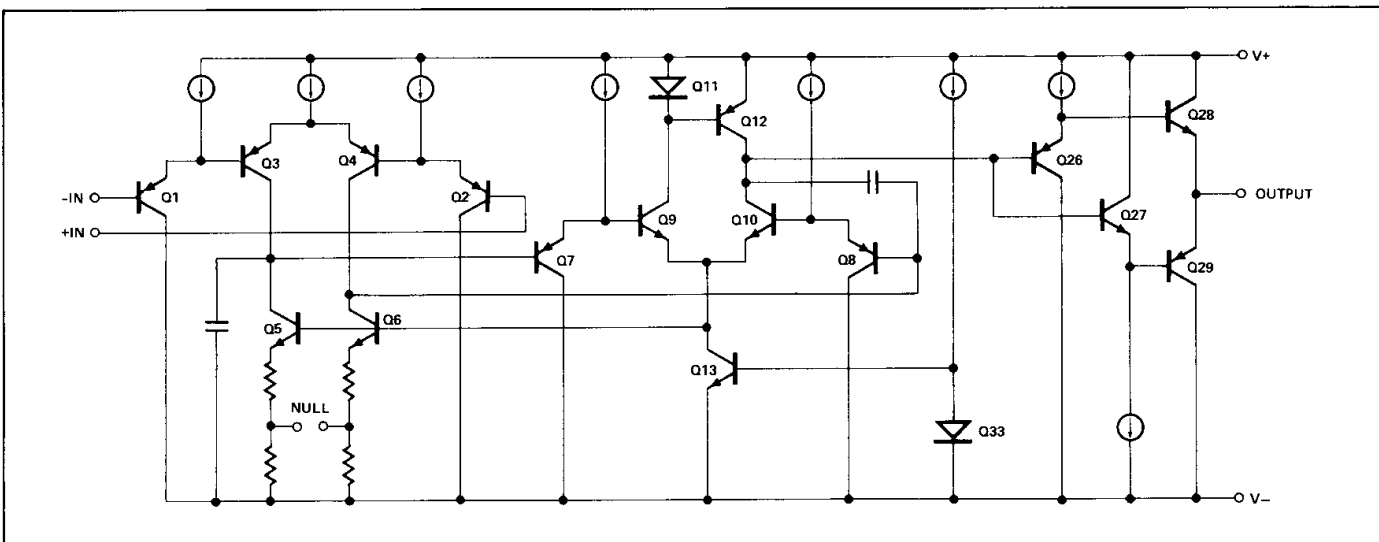 V+
Q11
Q12
Q28
Q3
Q4
Q26
Q1
Q2
-IN
OUTPUT
Q9
Q10
Q27
+IN
Q7
Q8
Q29
Q5
Q6
Q13
NULL
Q33
V-